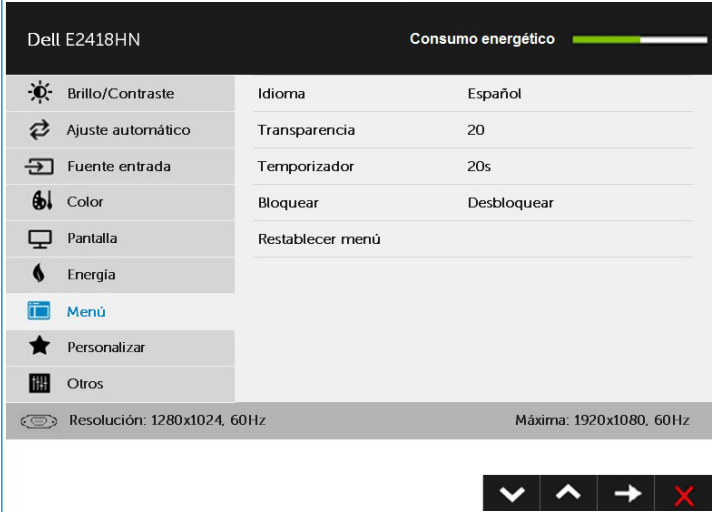 Dell E2418HN
Consumo energético
Brillo/Contraste
Ajuste automático
Fuente entrada
Color
Pantalla
Energía
Menú
Personalizar
Otros
Idioma Español
Transparencia 20
Temporizador 20s
Bloquear Desbloquear
Restablecer menú
Resolución: 1280x1024, 60Hz
Máxima: 1920x1080, 60Hz